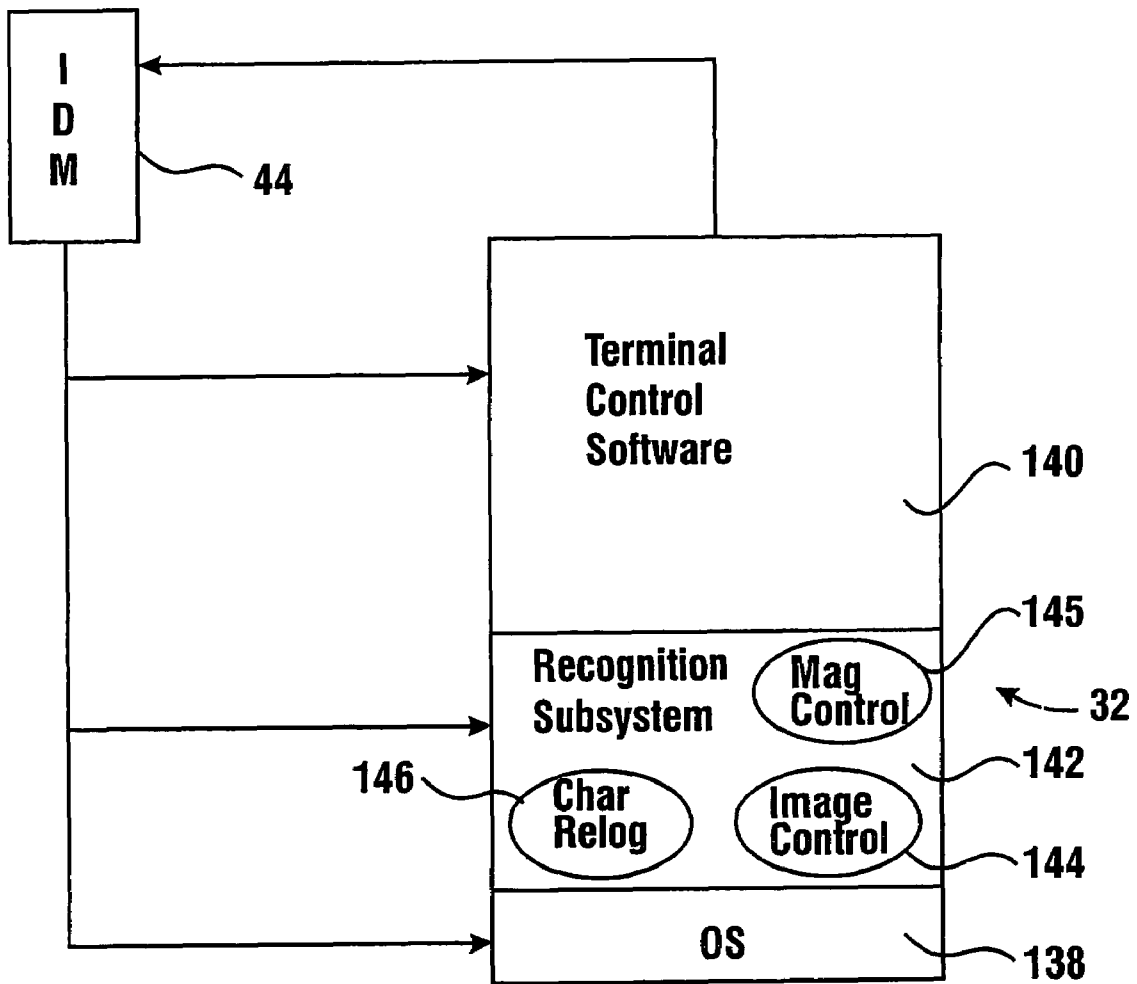 I
D
M
44
Terminal
Control
Software
140
145
Recognition
Subsystem
Mag
Control
32
142
146
Char
Relog
Image
Control
144
OS
138